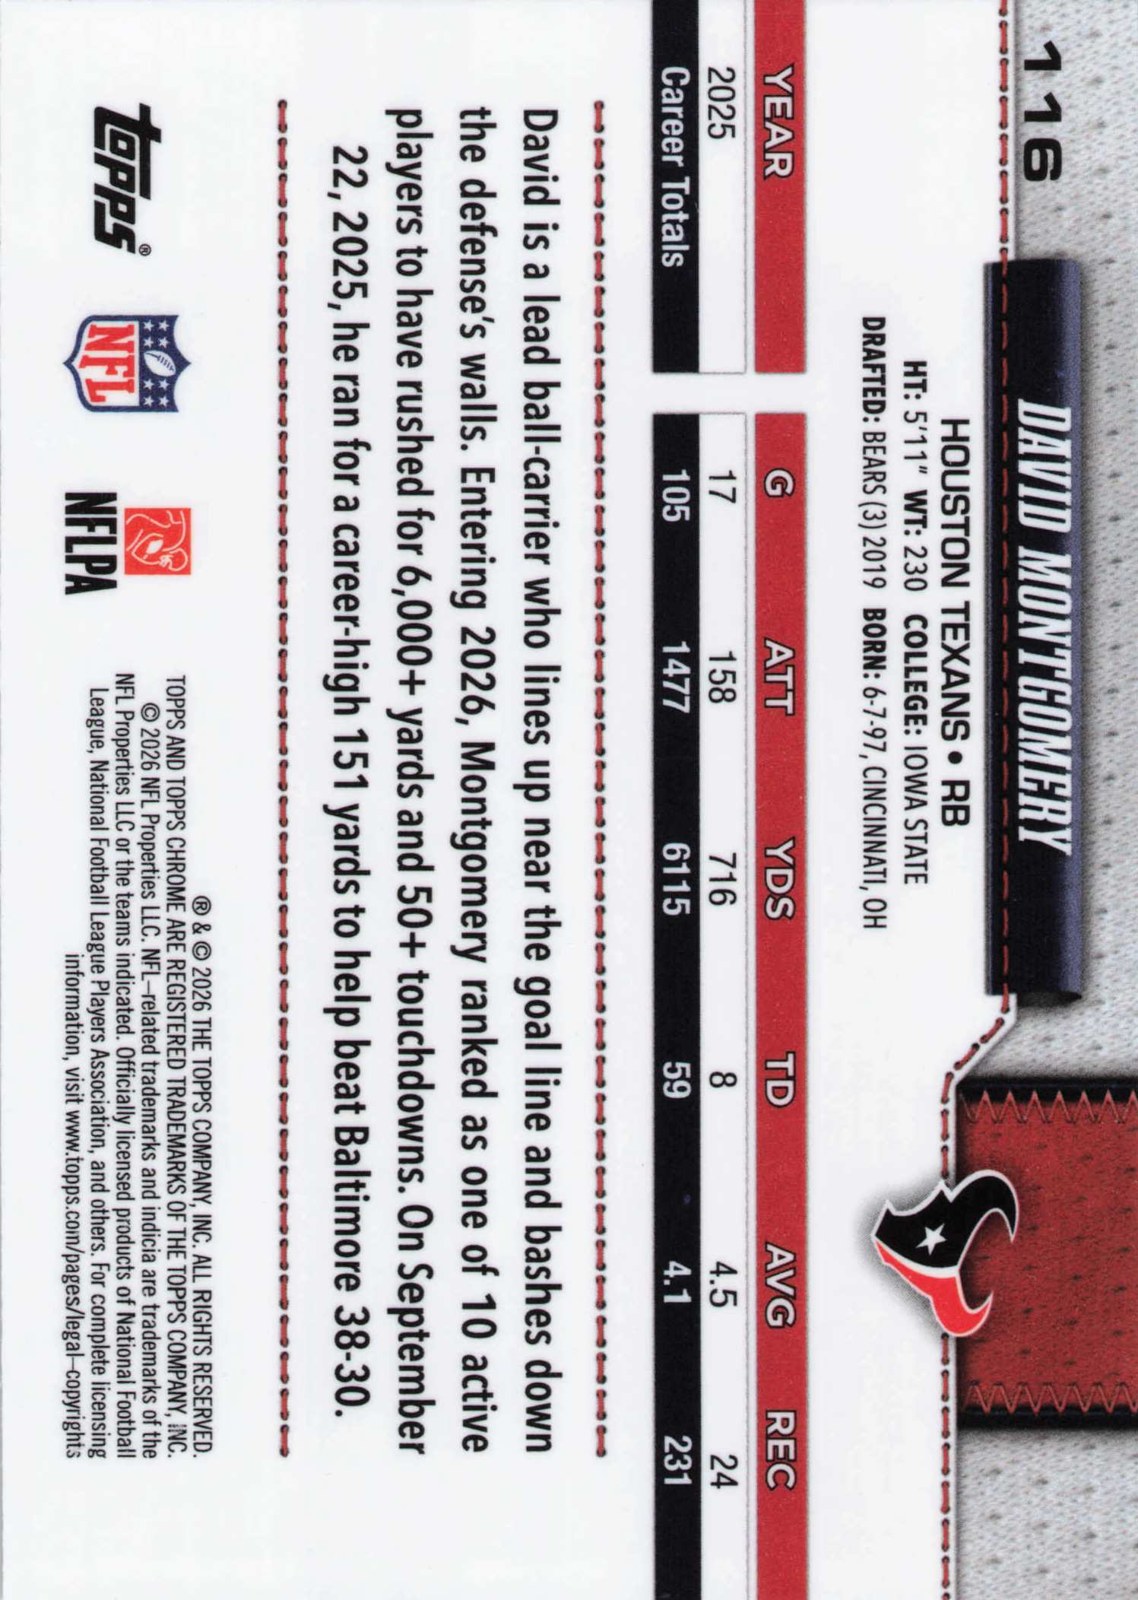 116
DAVID MONTGOMERY
HOUSTON TEXANS • RB
HT: 5'11" WT: 230 COLLEGE: IOWA STATE
DRAFTED: BEARS (3) 2019 BORN: 6-7-97, CINCINNATI, OH
YEAR G ATT YDS TD AVG REC
2025 17 158 716 8 4.5 24
Career Totals 105 1477 6115 59 4.1 231
David is a lead ball-carrier who lines up near the goal line and bashes down
the defense's walls. Entering 2026, Montgomery ranked as one of 10 active
players to have rushed for 6,000+ yards and 50+ touchdowns. On September
22, 2025, he ran for a career-high 151 yards to help beat Baltimore 38-30.
topps®
NFL
NFLPA
® & © 2026 THE TOPPS COMPANY, INC. ALL RIGHTS RESERVED.
TOPPS AND TOPPS CHROME ARE REGISTERED TRADEMARKS OF THE TOPPS COMPANY, INC.
© 2026 NFL Properties LLC. NFL–related trademarks and indicia are trademarks of the
NFL Properties LLC or the teams indicated. Officially licensed products of National Football
League, National Football League Players Association, and others. For complete licensing
information, visit www.topps.com/pages/legal–copyrights